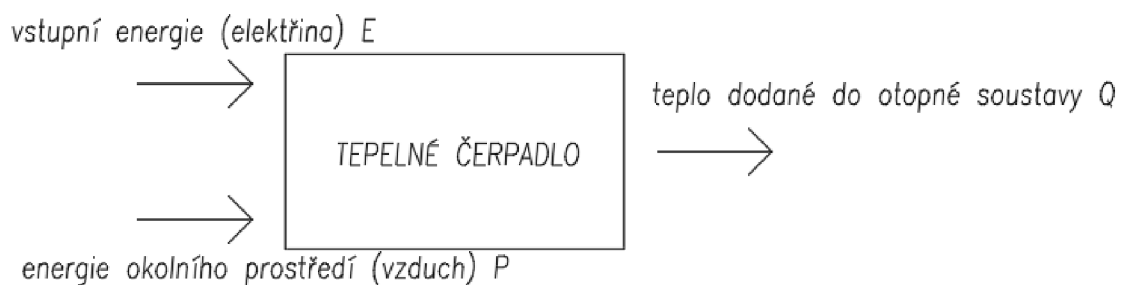 vstupní energie (elektřina) E
teplo dodané do otopné soustavy Q
TEPELNÉ ČERPADLO
energie okolního prostředí (vzduch) P